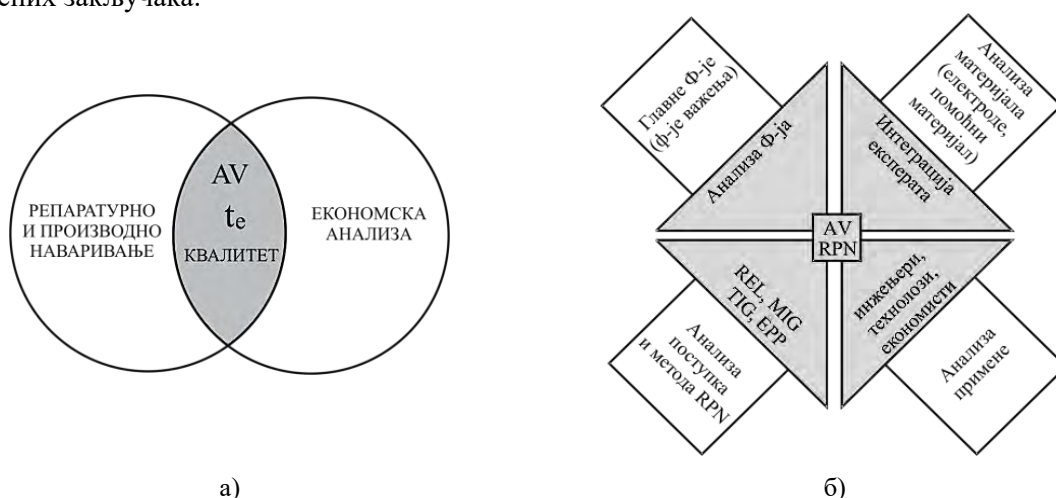 ених закључака.
РЕПАРАТУРНО
И ПРОИЗВОДНО
НАВАРИВАЊЕ
AV
te
КВАЛИТЕТ
ЕКОНОМСКА
АНАЛИЗА
а)
Главне Ф-је
(ф-је важења)
Анализа Ф-ја
Анализа
материјала
(електроде,
помоћни
материјал)
Интеграција
експерата
AV
RPN
REL, MIG
TIG, EPP
Анализа
поступка
и метода RPN
инжењери,
технолози,
економисти
Анализа
примене
б)